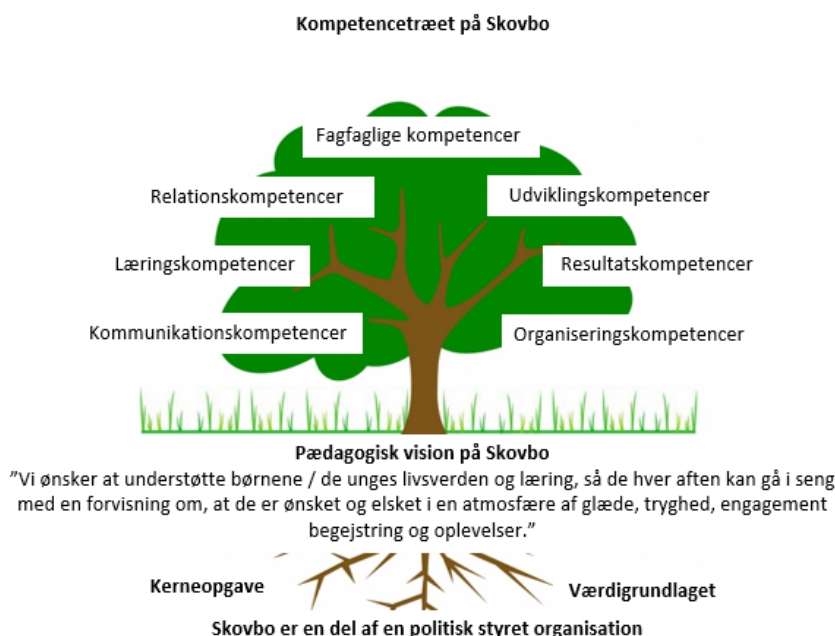 Kompetencetræet på Skovbo
Fagfaglige kompetencer
Relationskompetencer
Udviklingskompetencer
Læringskompetencer
Resultatskompetencer
Kommunikationskompetencer
Organiseringskompetencer
Pædagogisk vision på Skovbo
”Vi ønsker at understøtte børnene / de unges livsverden og læring, så de hver aften kan gå i seng
med en forvisning om, at de er ønsket og elsket i en atmosfære af glæde, tryghed, engagement
begejstring og oplevelser.”
Kerneopgave
Værdigrundlaget
Skovbo er en del af en politisk styret organisation